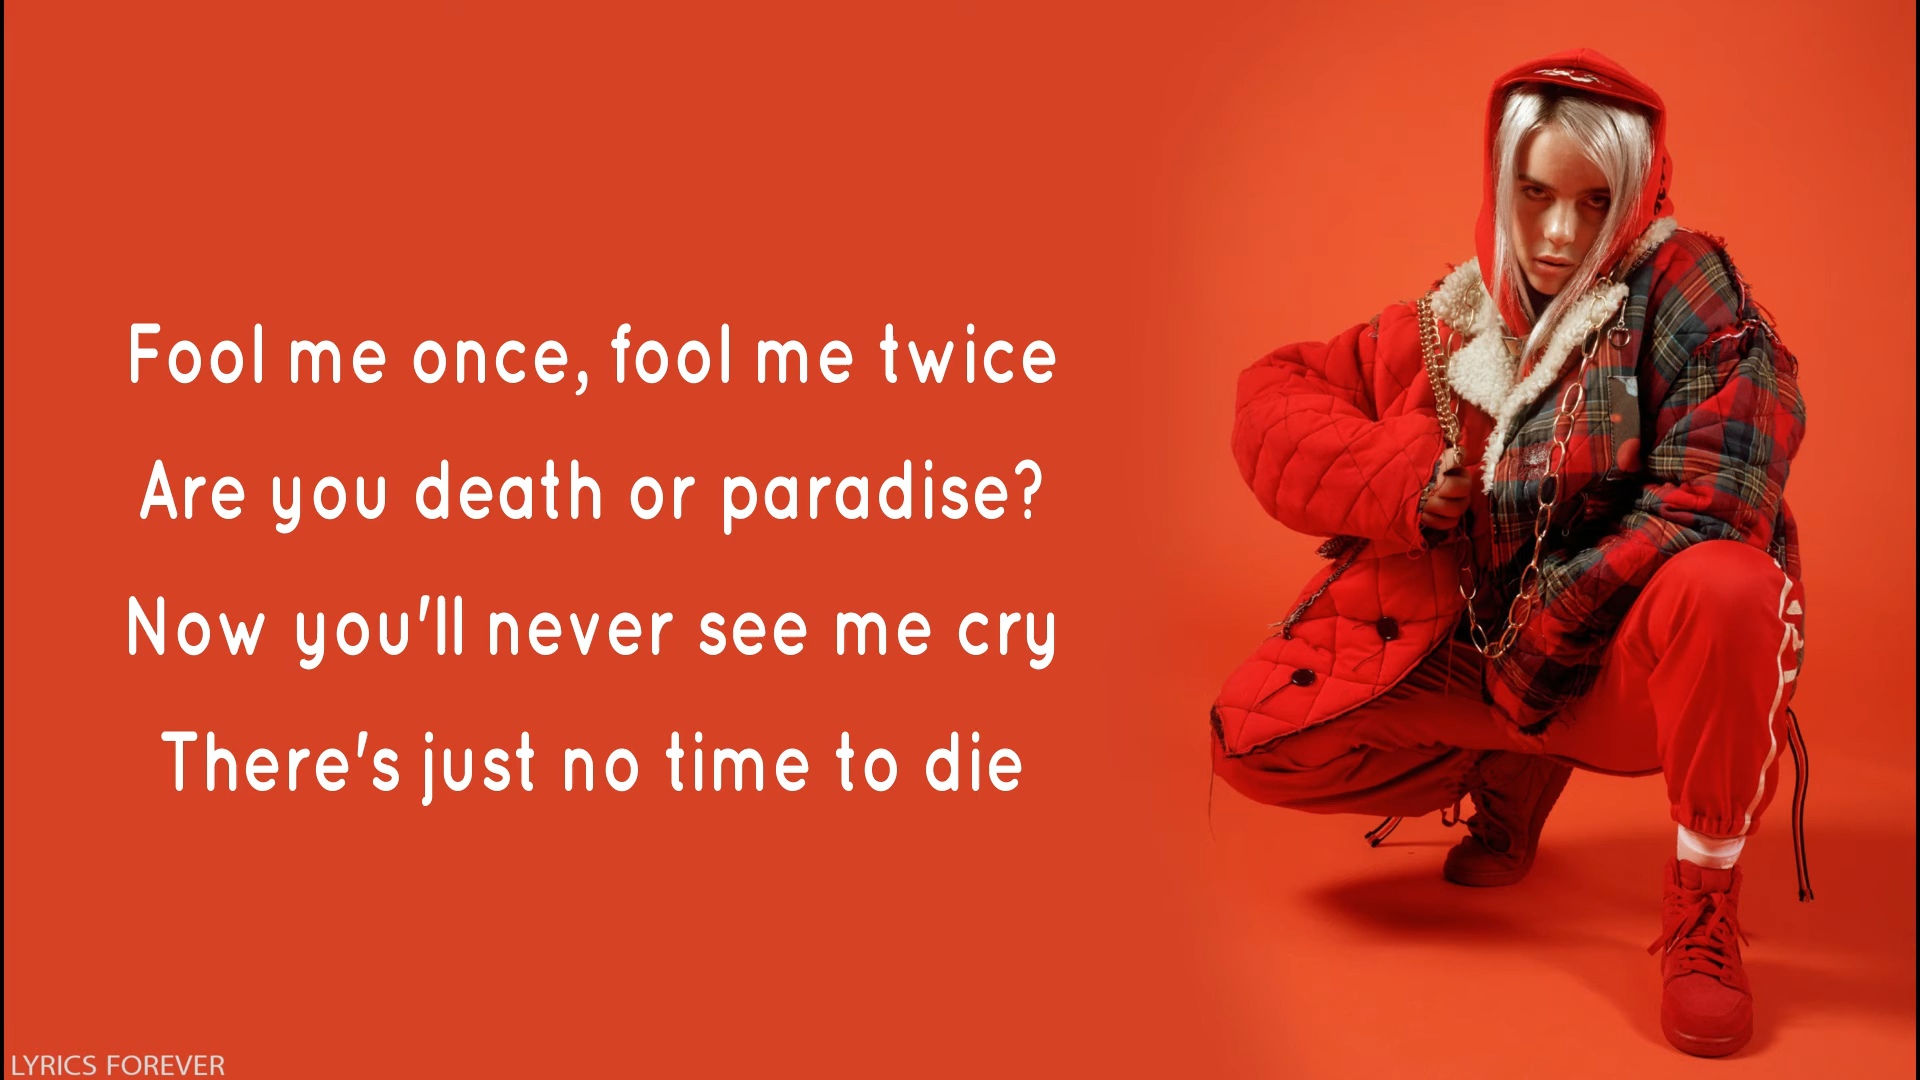 Fool me once, fool me twice
Are you death or paradise?
Now you'll never see me cry
There's just no time to die
LYRICS FOREVER